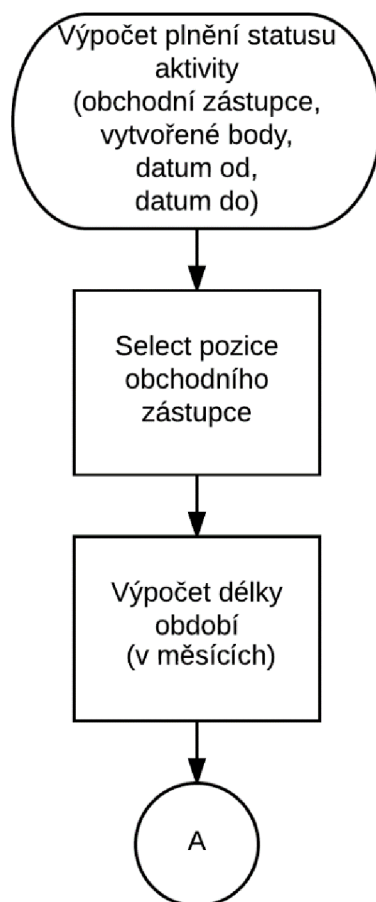 Výpočet plnění statusu
aktivity
(obchodní zástupce,
vytvořené body,
datum od,
datum do)
Select pozice
obchodního
zástupce
Výpočet délky
období
(v měsících)
A